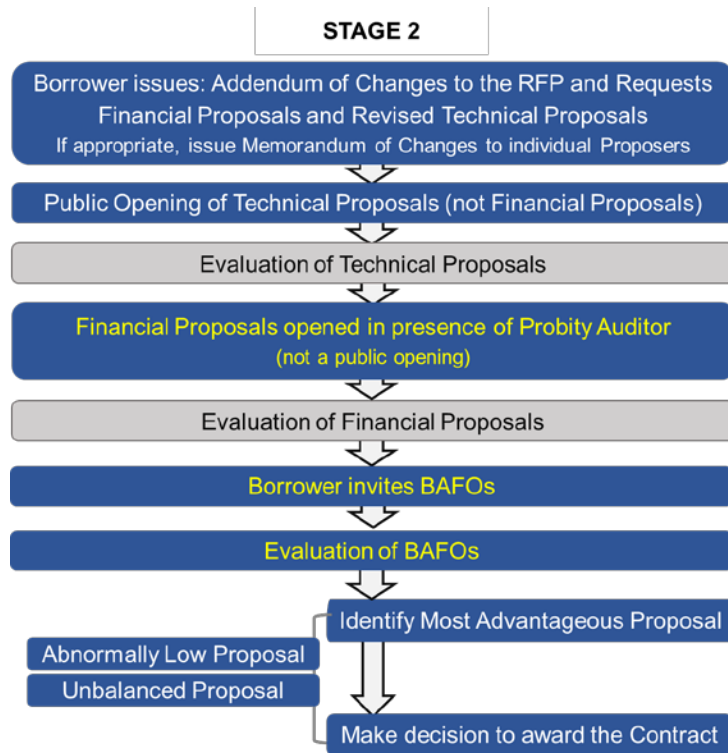 STAGE 2
Borrower issues: Addendum of Changes to the RFP and Requests
Financial Proposals and Revised Technical Proposals
If appropriate, issue Memorandum of Changes to individual Proposers
Public Opening of Technical Proposals (not Financial Proposals)
Evaluation of Technical Proposals
Financial Proposals opened in presence of Probity Auditor
(not a public opening)
Evaluation of Financial Proposals
Borrower invites BAFOs
Evaluation of BAFOs
Identify Most Advantageous Proposal
Abnormally Low Proposal
Unbalanced Proposal
Make decision to award the Contract